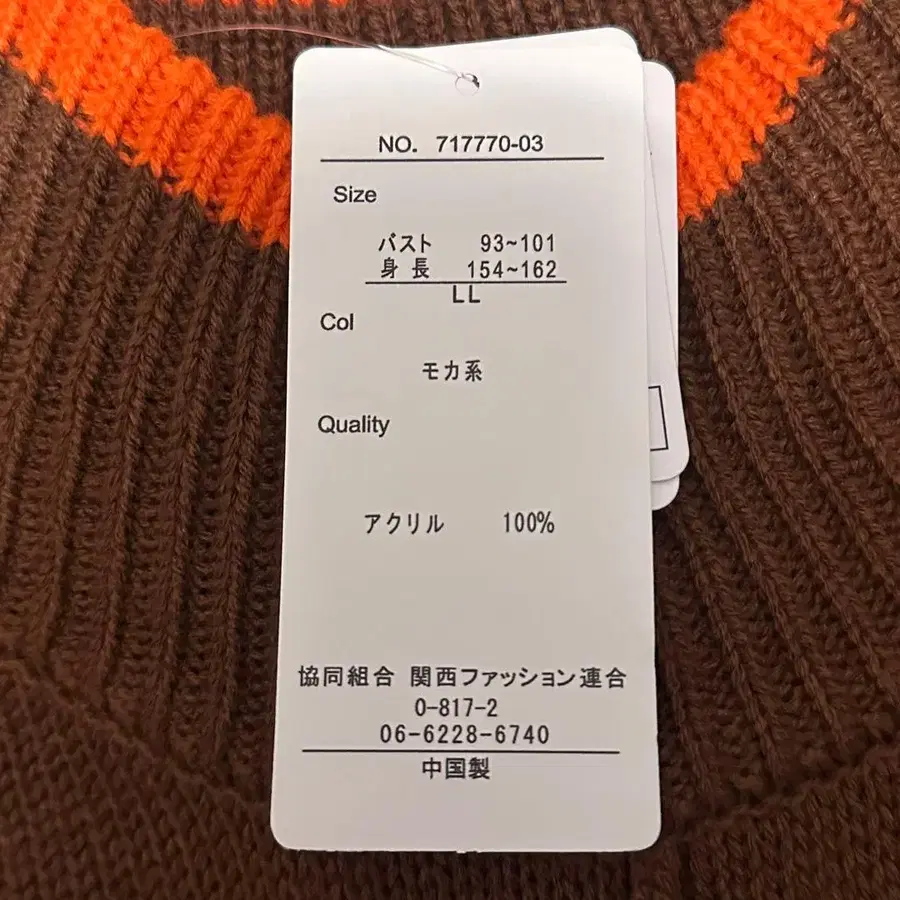 NO. 717770-03
Size
バスト 93~101
身長 154~162
LL
Col
モカ系
Quality
アクリル 100%
協同組合 関西ファッション連合
0-817-2
06-6228-6740
中国製